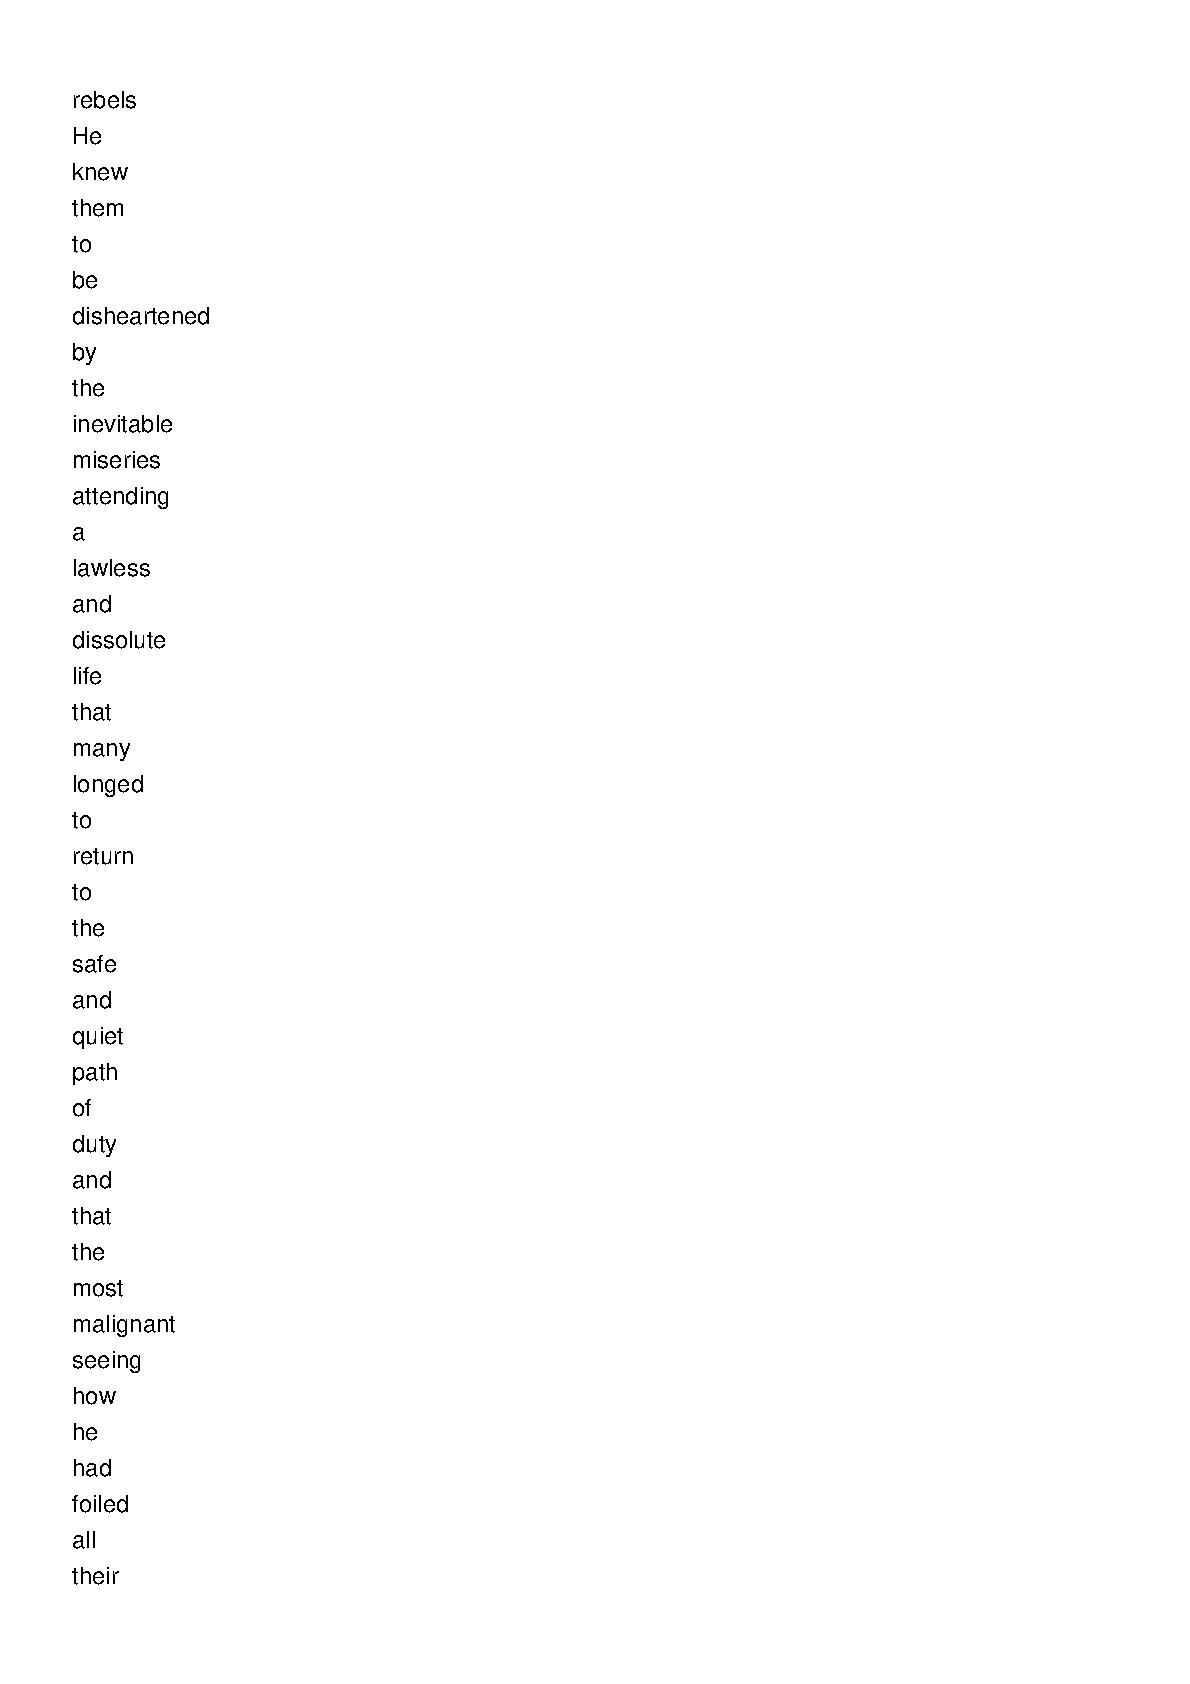 rebels
He
knew
them
to
be
disheartened
by
the
inevitable
miseries
attending
a
lawless
and
dissolute
life
that
many
longed
to
return
to
the
safe
and
quiet
path
of
duty
and
that
the
most
malignant
seeing
how
he
had
foiled
all
their